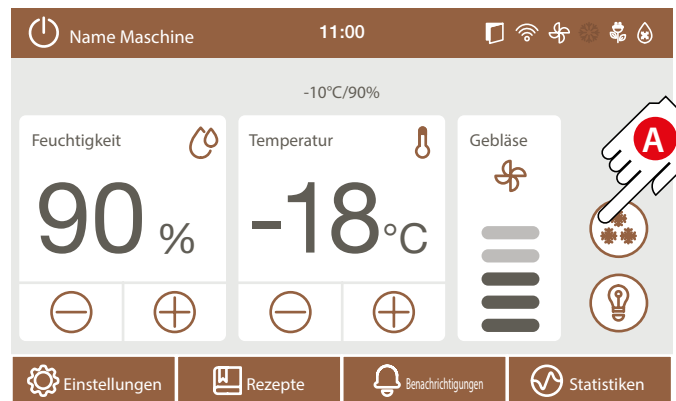 Name Maschine
11:00
-10°C/90%
Feuchtigkeit
Temperatur
Gebläse
A
90 %
-18°C
Einstellungen
Rezepte
Benachrichtigungen
Statistiken